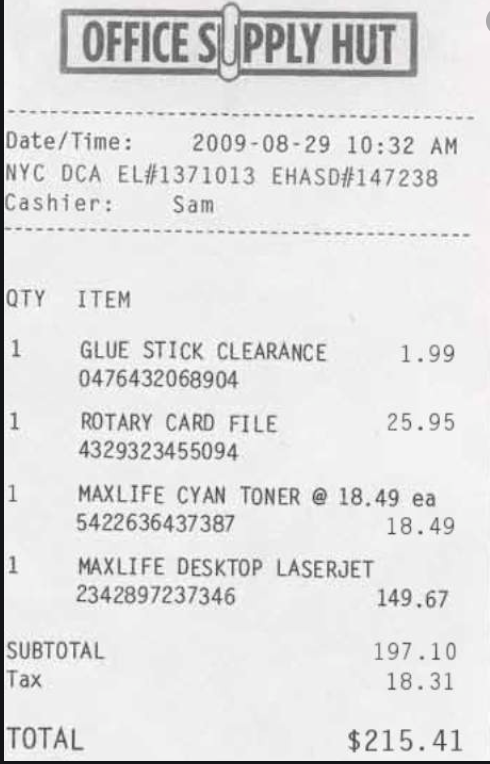 OFFICE SUPPLY HUT
Date/Time: 2009-08-29 10:32 AM
NYC DCA EL#1371013 EHASD#147238
Cashier: Sam
QTY ITEM
1 GLUE STICK CLEARANCE 1.99
0476432068904
1 ROTARY CARD FILE 25.95
4329323455094
1 MAXLIFE CYAN TONER @ 18.49 ea
5422636437387 18.49
1 MAXLIFE DESKTOP LASERJET
2342897237346 149.67
SUBTOTAL 197.10
Tax 18.31
TOTAL $215.41